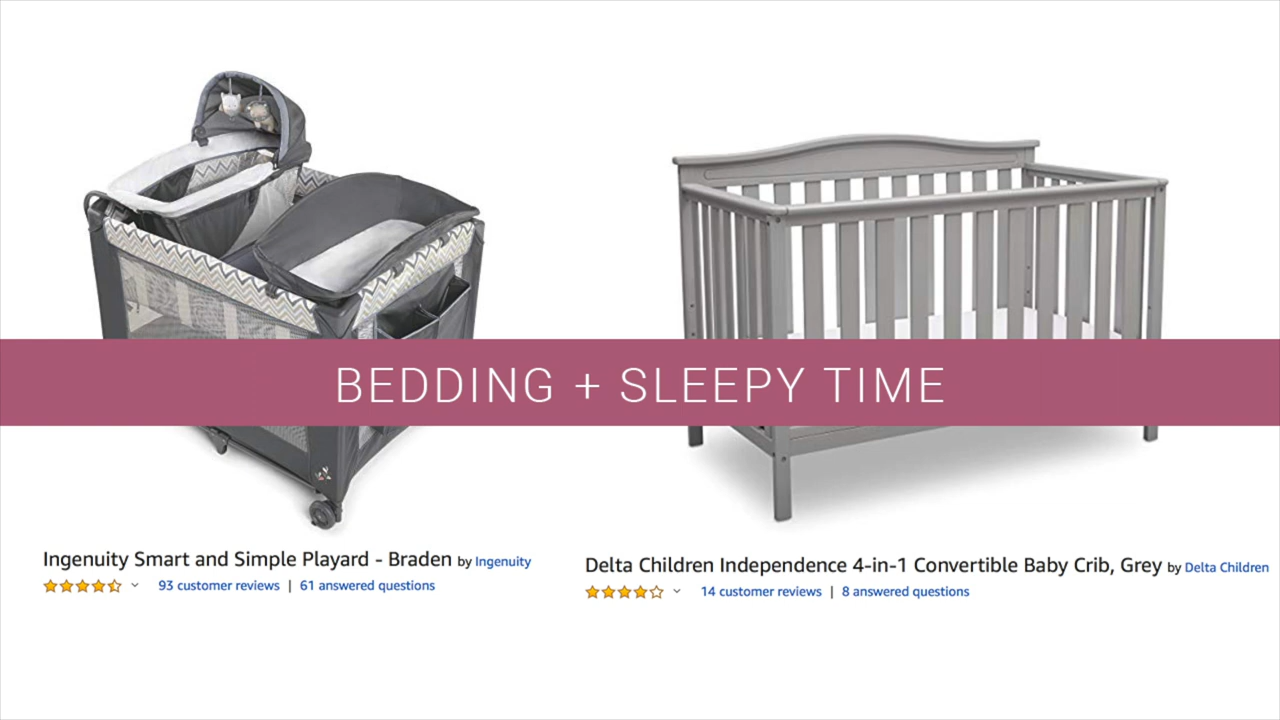 BEDDING + SLEEPY TIME
Ingenuity Smart and Simple Playard - Braden by Ingenuity
93 customer reviews | 61 answered questions
Delta Children Independence 4-in-1 Convertible Baby Crib, Grey by Delta Children
14 customer reviews | 8 answered questions